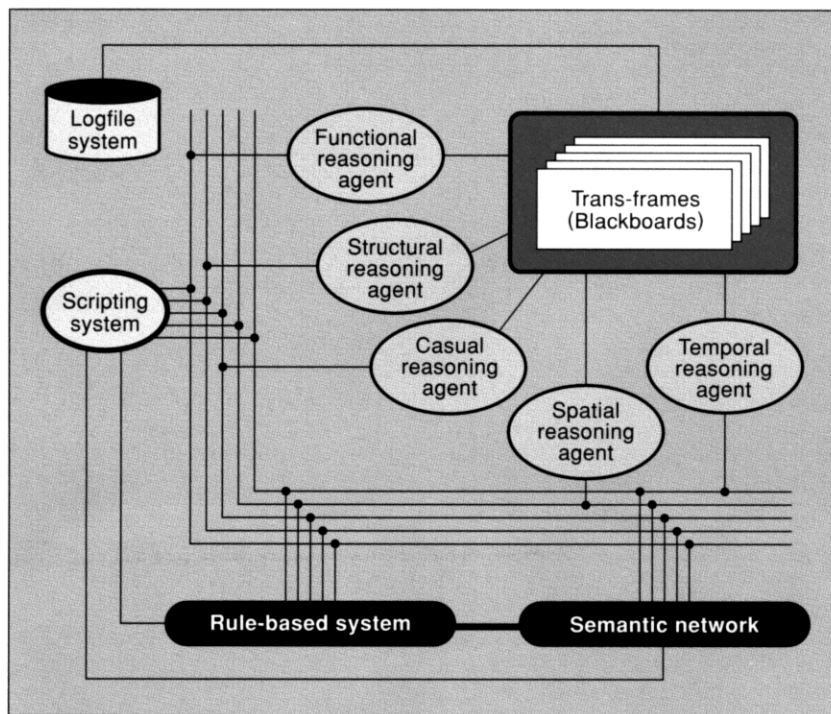 Logfile
system
Functional
reasoning
agent
Trans-frames
(Blackboards)
Structural
reasoning
agent
Scripting
system
Casual
reasoning
agent
Temporal
reasoning
agent
Spatial
reasoning
agent
Rule-based system
Semantic network